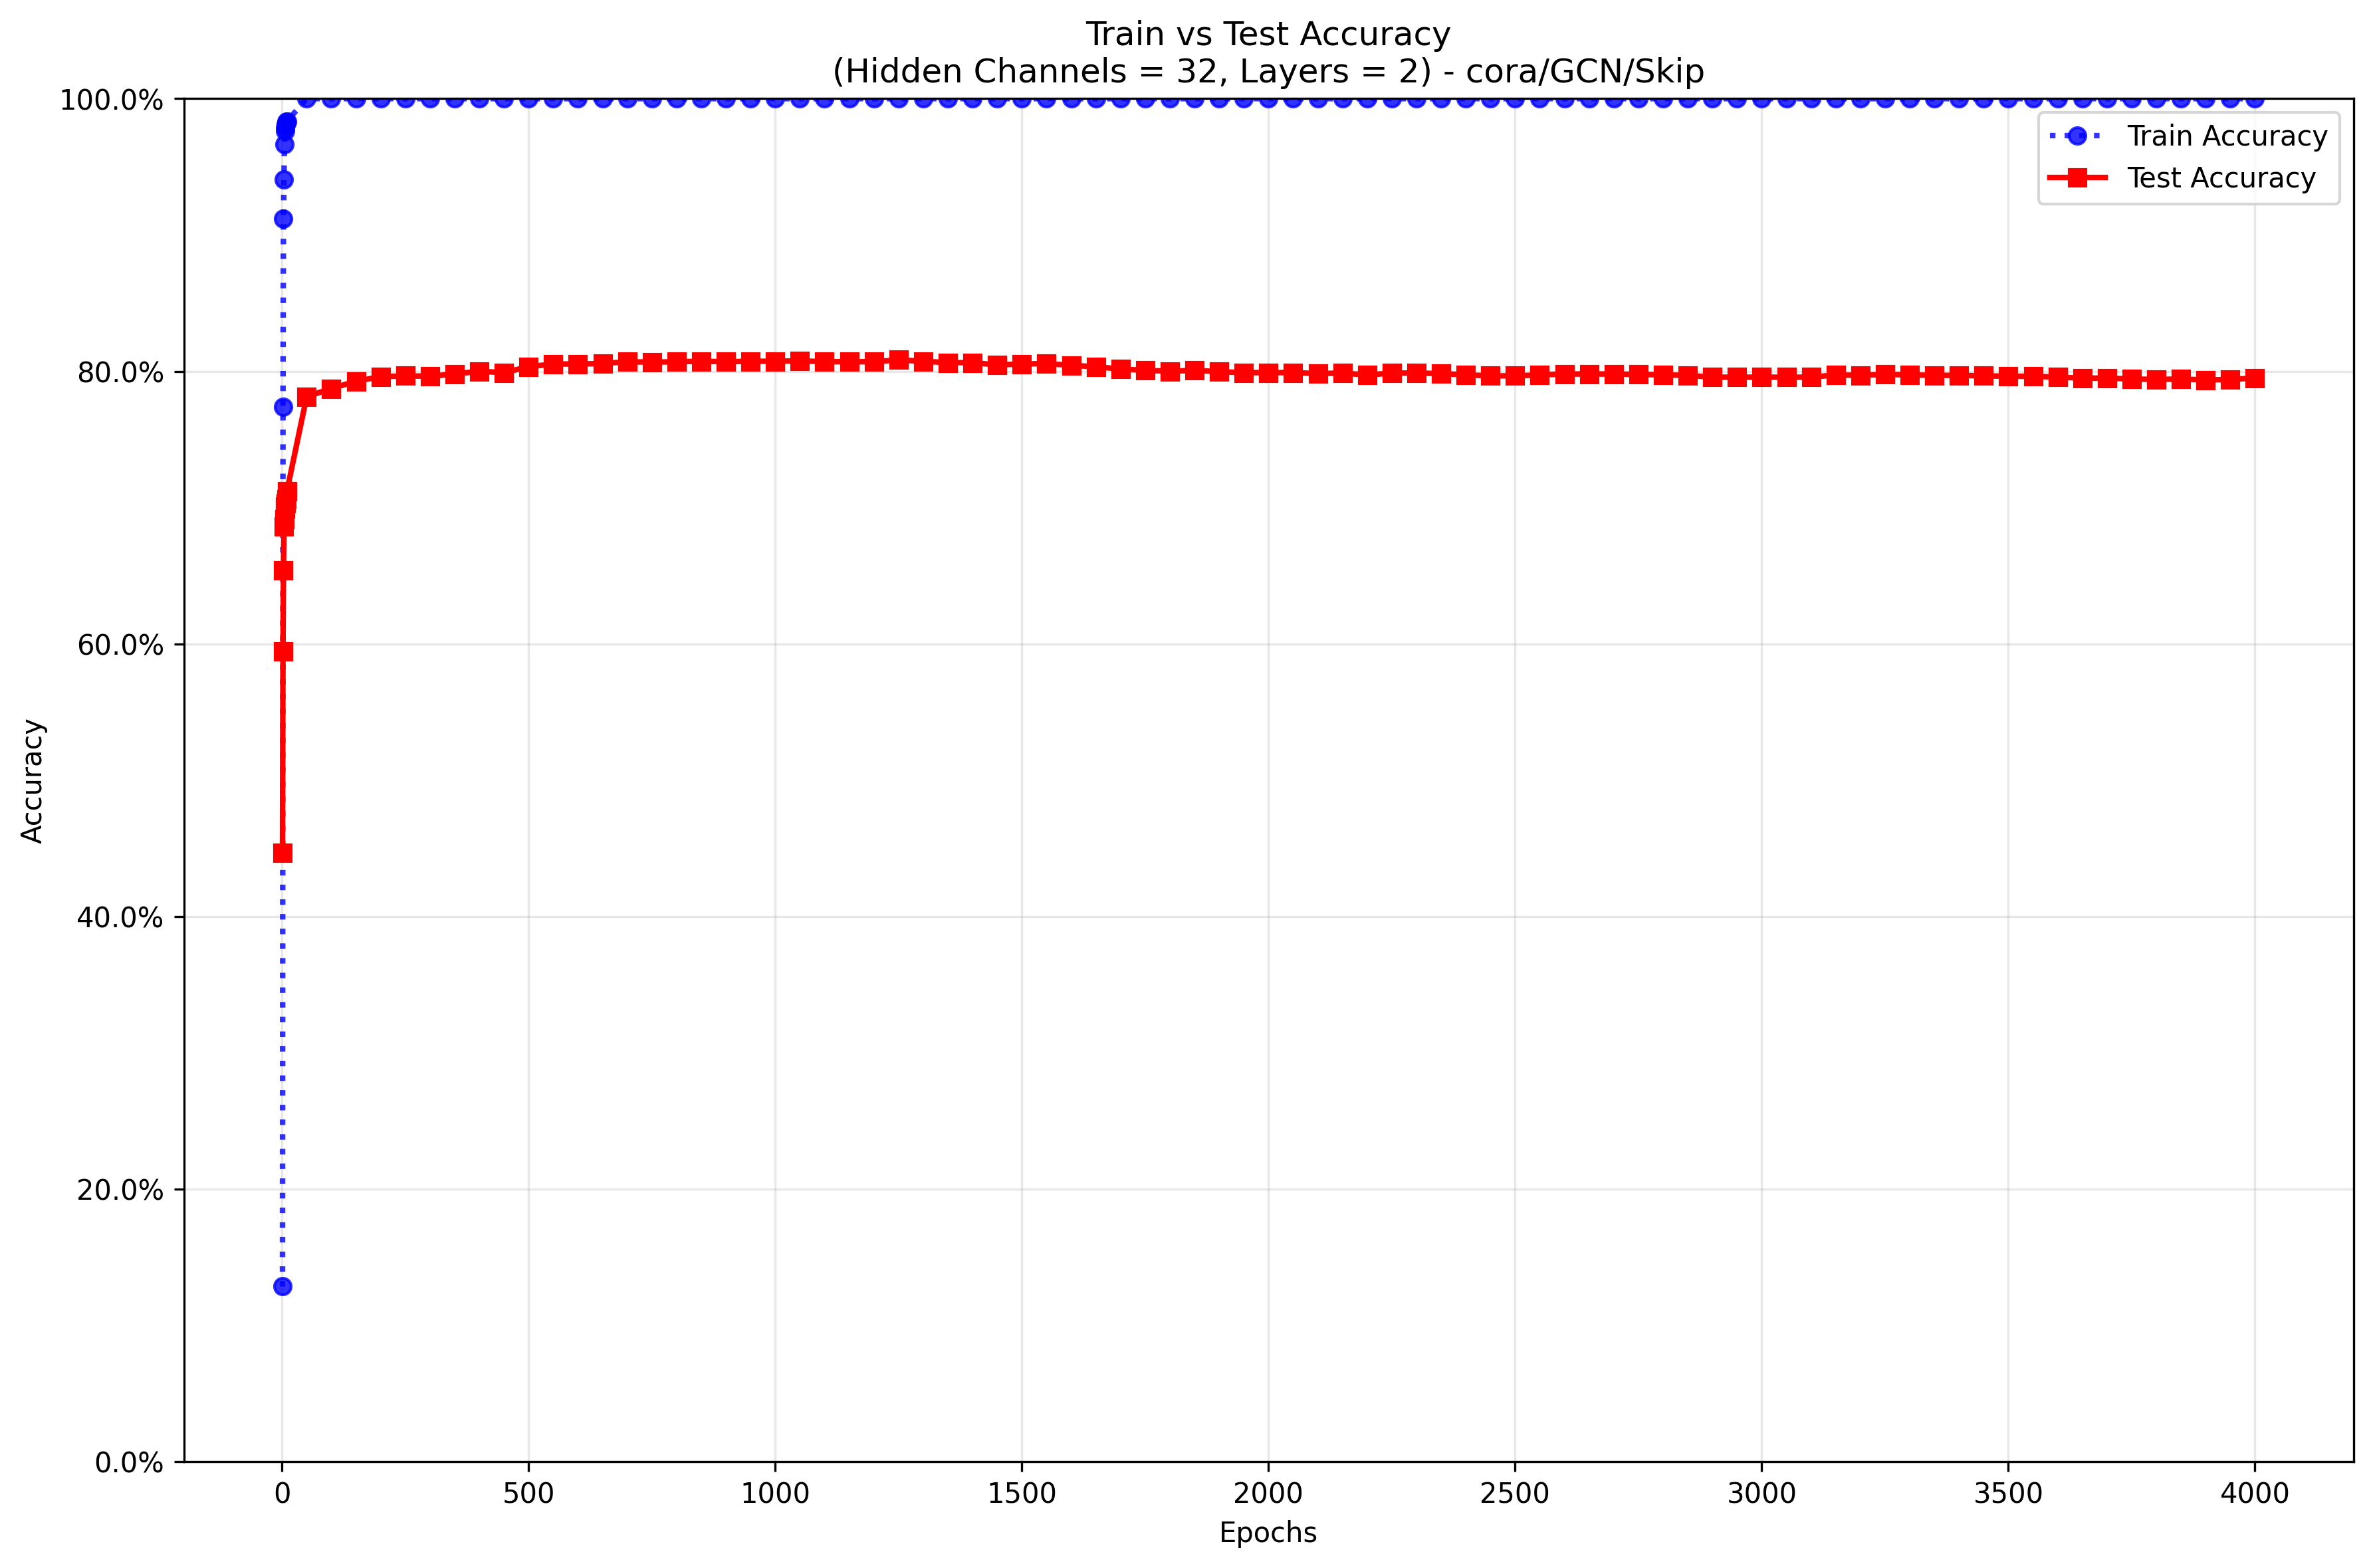 Train vs Test Accuracy
(Hidden Channels = 32, Layers = 2) - cora/GCN/Skip
100.0%
80.0%
60.0%
40.0%
20.0%
0.0%
Accuracy
Train Accuracy
Test Accuracy
0 500 1000 1500 2000 2500 3000 3500 4000
Epochs